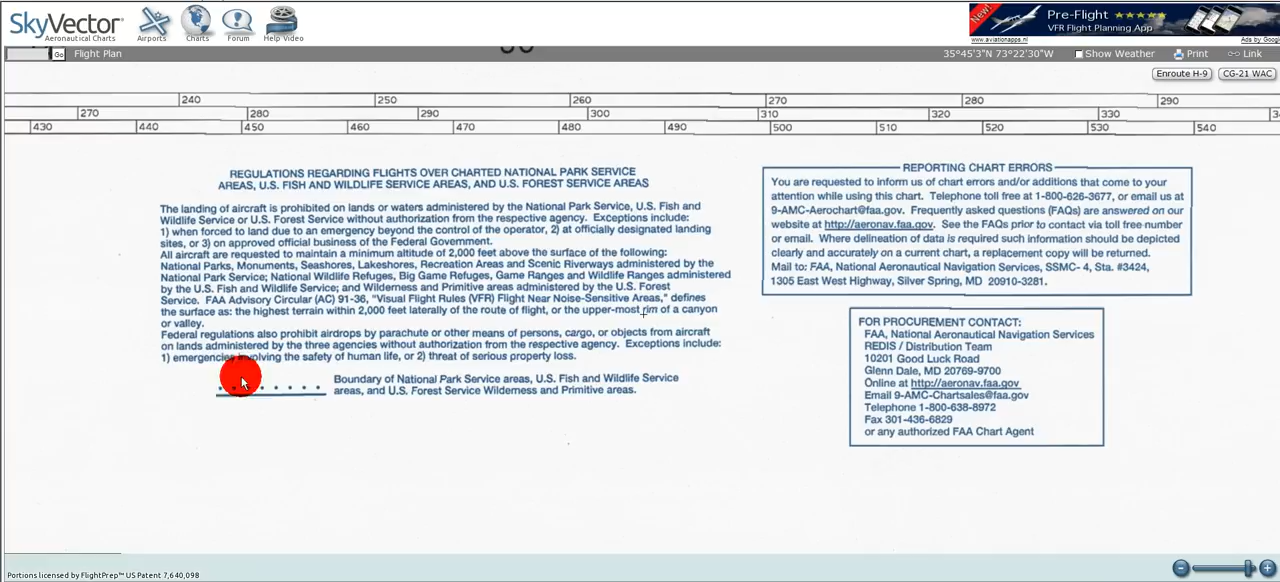 SkyVector
Aeronautical Charts
Airports
Charts
Forum
Help Video
New!
Pre-Flight
VFR Flight Planning App
www.aviationapps.nl
Ads by Google
Go
Flight Plan
35°45'3"N 73°22'30"W
Show Weather
Print
Link
Enroute H-9
CG-21 WAC
240 250 260 270 280 290
270 280 290 300 310 320 330
430 440 450 460 470 480 490 500 510 520 530 540
REGULATIONS REGARDING FLIGHTS OVER CHARTED NATIONAL PARK SERVICE
AREAS, U.S. FISH AND WILDLIFE SERVICE AREAS, AND U.S. FOREST SERVICE AREAS
The landing of aircraft is prohibited on lands or waters administered by the National Park Service, U.S. Fish and
Wildlife Service or U.S. Forest Service without authorization from the respective agency. Exceptions include:
1) when forced to land due to an emergency beyond the control of the operator, 2) at officially designated landing
sites, or 3) on approved official business of the Federal Government.
All aircraft are requested to maintain a minimum altitude of 2,000 feet above the surface of the following:
National Parks, Monuments, Seashores, Lakeshores, Recreation Areas and Scenic Riverways administered by the
National Park Service; National Wildlife Refuges, Big Game Refuges, Game Ranges and Wildlife Ranges administered
by the U.S. Fish and Wildlife Service; and Wilderness and Primitive areas administered by the U.S. Forest
Service. FAA Advisory Circular (AC) 91-36, "Visual Flight Rules (VFR) Flight Near Noise-Sensitive Areas," defines
the surface as: the highest terrain within 2,000 feet laterally of the route of flight, or the upper-most rim of a canyon
or valley.
Federal regulations also prohibit airdrops by parachute or other means of persons, cargo, or objects from aircraft
on lands administered by the three agencies without authorization from the respective agency. Exceptions include:
1) emergencies involving the safety of human life, or 2) threat of serious property loss.
Boundary of National Park Service areas, U.S. Fish and Wildlife Service
areas, and U.S. Forest Service Wilderness and Primitive areas.
REPORTING CHART ERRORS
You are requested to inform us of chart errors and/or additions that come to your
attention while using this chart. Telephone toll free at 1-800-626-3677, or email us at
9-AMC-Aerochart@faa.gov. Frequently asked questions (FAQs) are answered on our
website at http://aeronav.faa.gov. See the FAQs prior to contact via toll free number
or email. Where delineation of data is required such information should be depicted
clearly and accurately on a current chart, a replacement copy will be returned.
Mail to: FAA, National Aeronautical Navigation Services, SSMC- 4, Sta. #3424,
1305 East West Highway, Silver Spring, MD 20910-3281.
FOR PROCUREMENT CONTACT:
FAA, National Aeronautical Navigation Services
REDIS / Distribution Team
10201 Good Luck Road
Glenn Dale, MD 20769-9700
Online at http://aeronav.faa.gov
Email 9-AMC-Chartsales@faa.gov
Telephone 1-800-638-8972
Fax 301-436-6829
or any authorized FAA Chart Agent
Portions licensed by FlightPrep™ US Patent 7,640,098